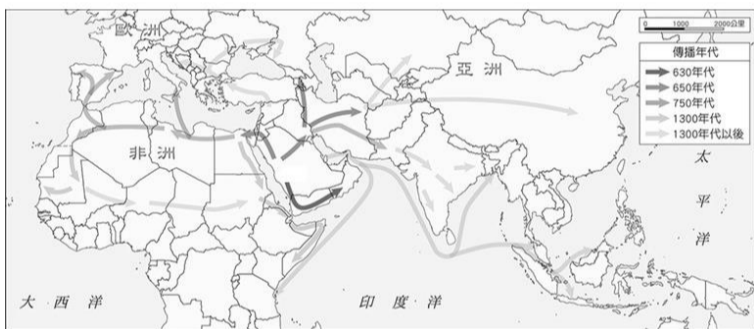 歐洲
亞洲
非洲
大西洋
印度洋
太平洋
0 1000 2000公里
傳播年代
630年代
650年代
750年代
1300年代
1300年代以後